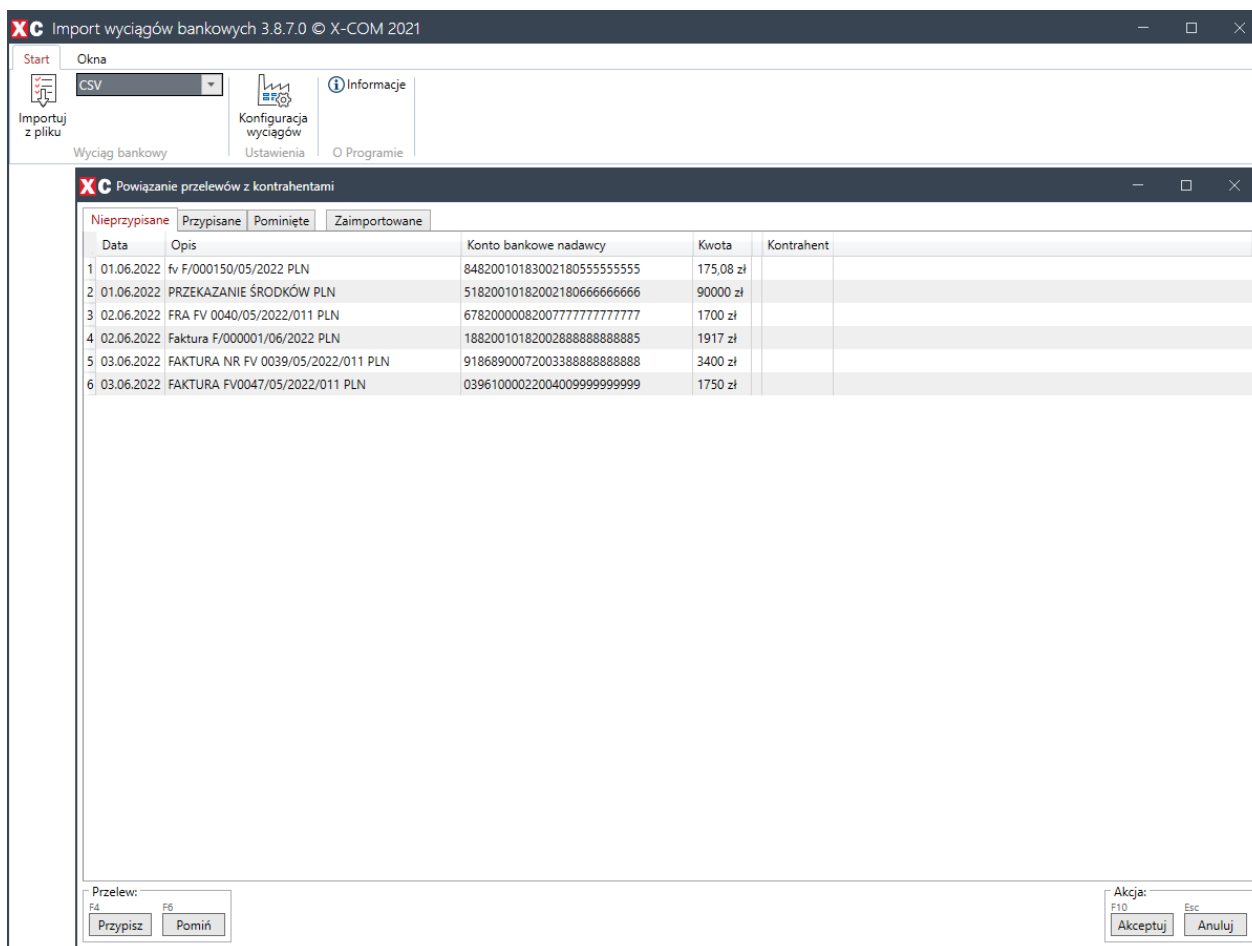 XC Import wyciągów bankowych 3.8.7.0 © X-COM 2021
Start Okna
CSV
Importuj
z pliku
Konfiguracja
wyciągów
Informacje
Wyciąg bankowy Ustawienia O Programie
XC Powiązanie przelewów z kontrahentami
Nieprzypisane Przypisane Pominięte Zaimportowane
Data Opis Konto bankowe nadawcy Kwota Kontrahent
1 01.06.2022 fv F/000150/05/2022 PLN 84820010183002180555555555 175,08 zł
2 01.06.2022 PRZEKAZANIE ŚRODKÓW PLN 51820010182002180666666666 90000 zł
3 02.06.2022 FRA FV 0040/05/2022/011 PLN 67820000082007777777777777 1700 zł
4 02.06.2022 Faktura F/000001/06/2022 PLN 18820010182002888888888885 1917 zł
5 03.06.2022 FAKTURA NR FV 0039/05/2022/011 PLN 91868900072003388888888888 3400 zł
6 03.06.2022 FAKTURA FV0047/05/2022/011 PLN 03961000022004009999999999 1750 zł
Przelew: Akcja:
F4 F6 F10 Esc
Przypisz Pomiń Akceptuj Anuluj